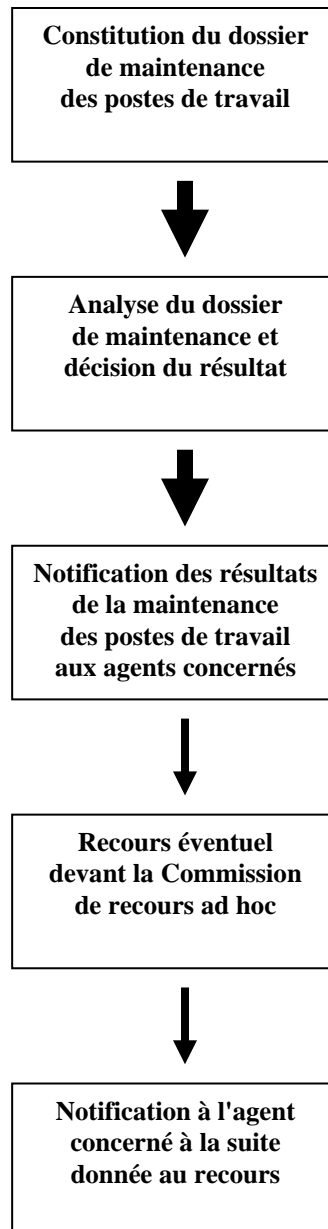 Constitution du dossier
de maintenance
des postes de travail
Analyse du dossier
de maintenance et
décision du résultat
Notification des résultats
de la maintenance
des postes de travail
aux agents concernés
Recours éventuel
devant la Commission
de recours ad hoc
Notification à l'agent
concerné à la suite
donnée au recours